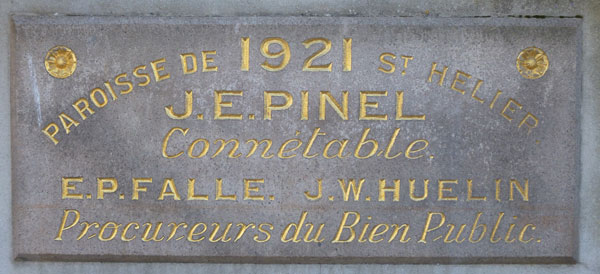 PAROISSE DE 1921 ST HELIER.
J.E.PINEL
Connétable,
E.P.FALLE. J.W.HUELIN
Procureurs du Bien Public.